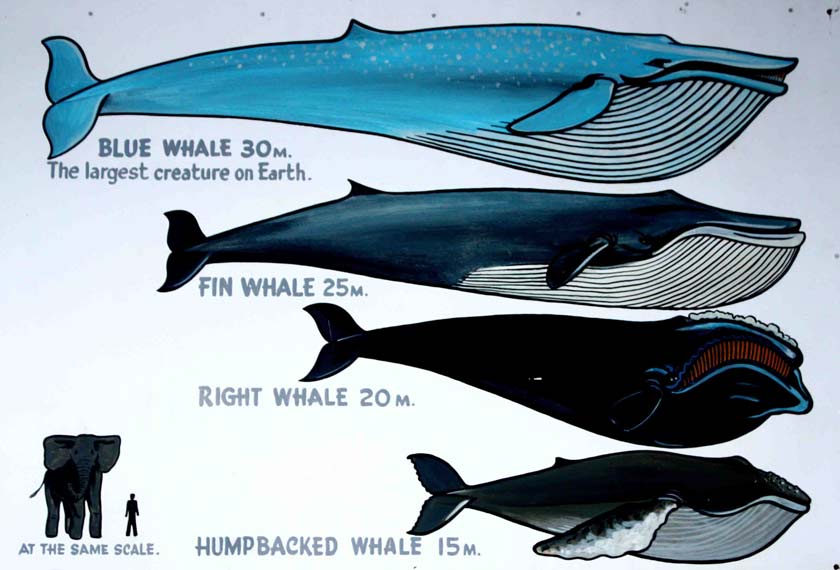 BLUE WHALE 30M.
The largest creature on Earth.
FIN WHALE 25M.
RIGHT WHALE 20M.
AT THE SAME SCALE.
HUMPBACKED WHALE 15M.